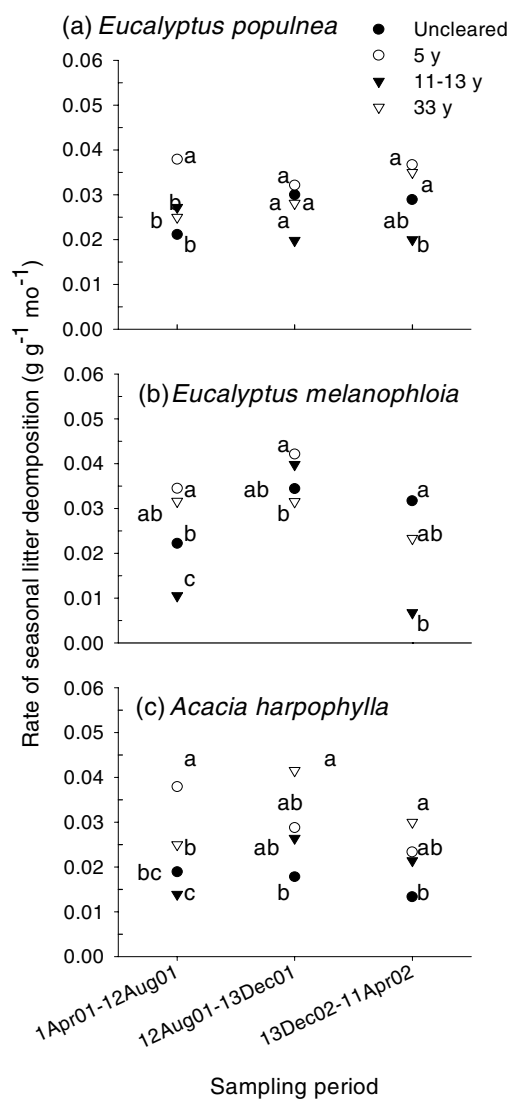 (a) Eucalyptus populnea
Uncleared
5 y
11-13 y
33 y
0.06
0.05
0.04
0.03
0.02
0.01
0.00
a
b
b
b
a
a
a
a
a
a
ab
b
Rate of seasonal litter deomposition (g g⁻¹ mo⁻¹)
(b) Eucalyptus melanophloia
0.06
0.05
0.04
0.03
0.02
0.01
0.00
a
ab
b
c
a
ab
b
a
ab
b
(c) Acacia harpophylla
0.06
0.05
0.04
0.03
0.02
0.01
0.00
a
b
bc
c
a
ab
ab
b
a
ab
b
1Apr01-12Aug01
12Aug01-13Dec01
13Dec02-11Apr02
Sampling period